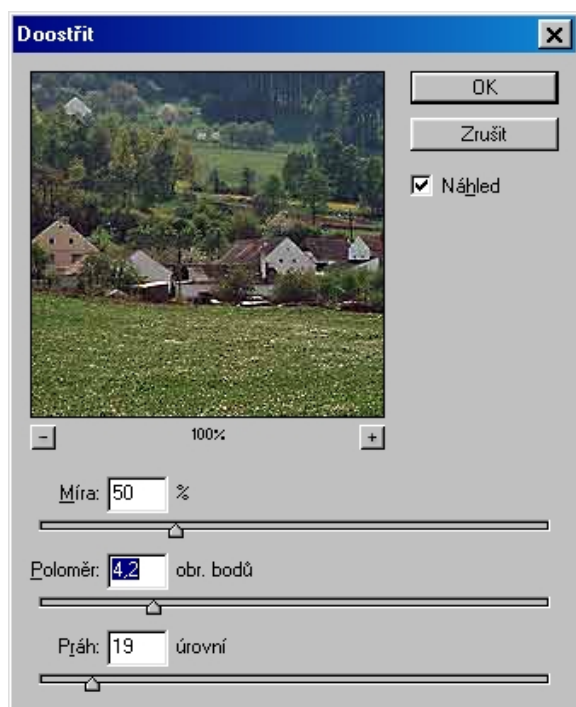 Doostřit
OK
Zrušit
Náhled
100%
Míra: 50 %
Poloměr: 4,2 obr. bodů
Práh: 19 úrovní